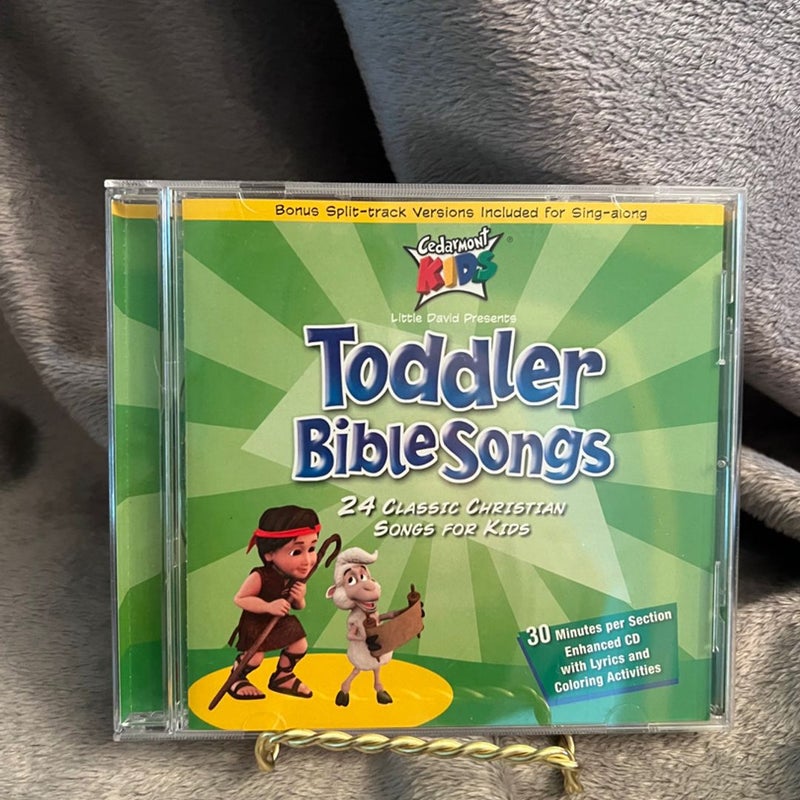 Bonus Split-track Versions Included for Sing-along
Cedarmont®
KIDS
Little David Presents
Toddler
Bible Songs
24 Classic Christian
Songs for Kids
30 Minutes per Section
Enhanced CD
with Lyrics and
Coloring Activities